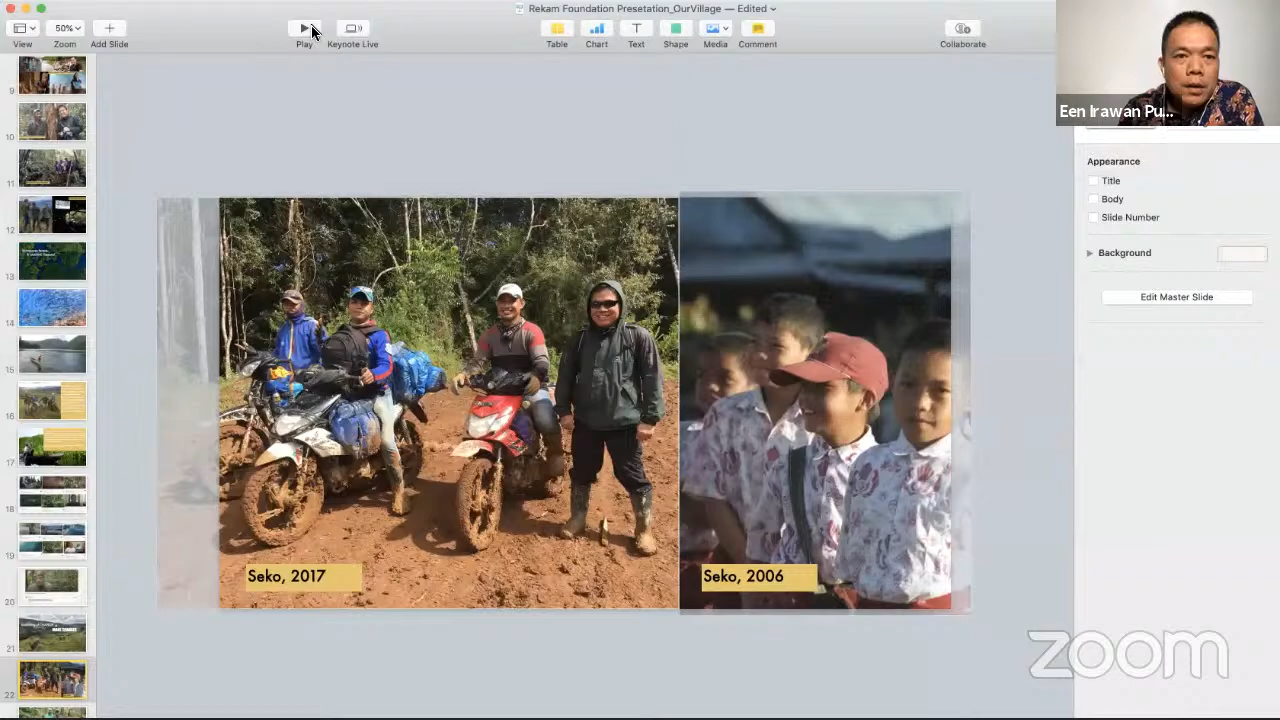 Rekam Foundation Presetation_OurVillage — Edited
50%
View Zoom Add Slide Play Keynote Live Table Chart Text Shape Media Comment Collaborate
Een Irawan Pu...
Appearance
Title
Body
Slide Number
Background
Edit Master Slide
9
10
11
12
13
14
15
16
17
18
19
20
21
22
Seko, 2017
Seko, 2006
zoom